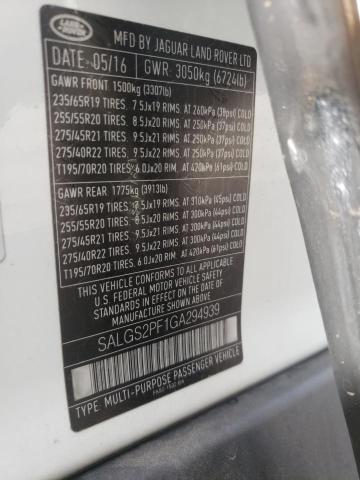 LAND
ROVER
MFD BY JAGUAR LAND ROVER LTD
DATE: 05/16 GWR: 3050kg (6724lb)
GAWR FRONT 1500kg (3307lb)
235/65R19 TIRES. 7.5Jx19 RIMS. AT 260kPa (38psi) COLD
255/55R20 TIRES. 8.5Jx20 RIMS. AT 250kPa (37psi) COLD
275/45R21 TIRES. 9.5Jx21 RIMS. AT 250kPa (37psi) COLD
275/40R22 TIRES. 9.5Jx22 RIMS. AT 250kPa (37psi) COLD
T195/70R20 TIRES 6.0Jx20 RIM. AT 420kPa (61psi) COLD
GAWR REAR. 1775kg (3913lb)
235/65R19 TIRES 7.5Jx19 RIMS. AT 310kPa (45psi) COLD
255/55R20 TIRES 8.5Jx20 RIMS. AT 300kPa (44psi) COLD
275/45R21 TIRES 9.5Jx21 RIMS. AT 300kPa (44psi) COLD
275/40R22 TIRES. 9.5Jx22 RIMS. AT 300kPa (44psi) COLD
T195/70R20 TIRES 6.0Jx20 RIM. AT 420kPa (61psi) COLD
THIS VEHICLE CONFORMS TO ALL APPLICABLE
U.S. FEDERAL MOTOR VEHICLE SAFETY
STANDARDS IN EFFECT ON THE DATE OF
MANUFACTURE SHOWN ABOVE.
SALGS2PF1GA294939
TYPE: MULTI-PURPOSE PASSENGER VEHICLE